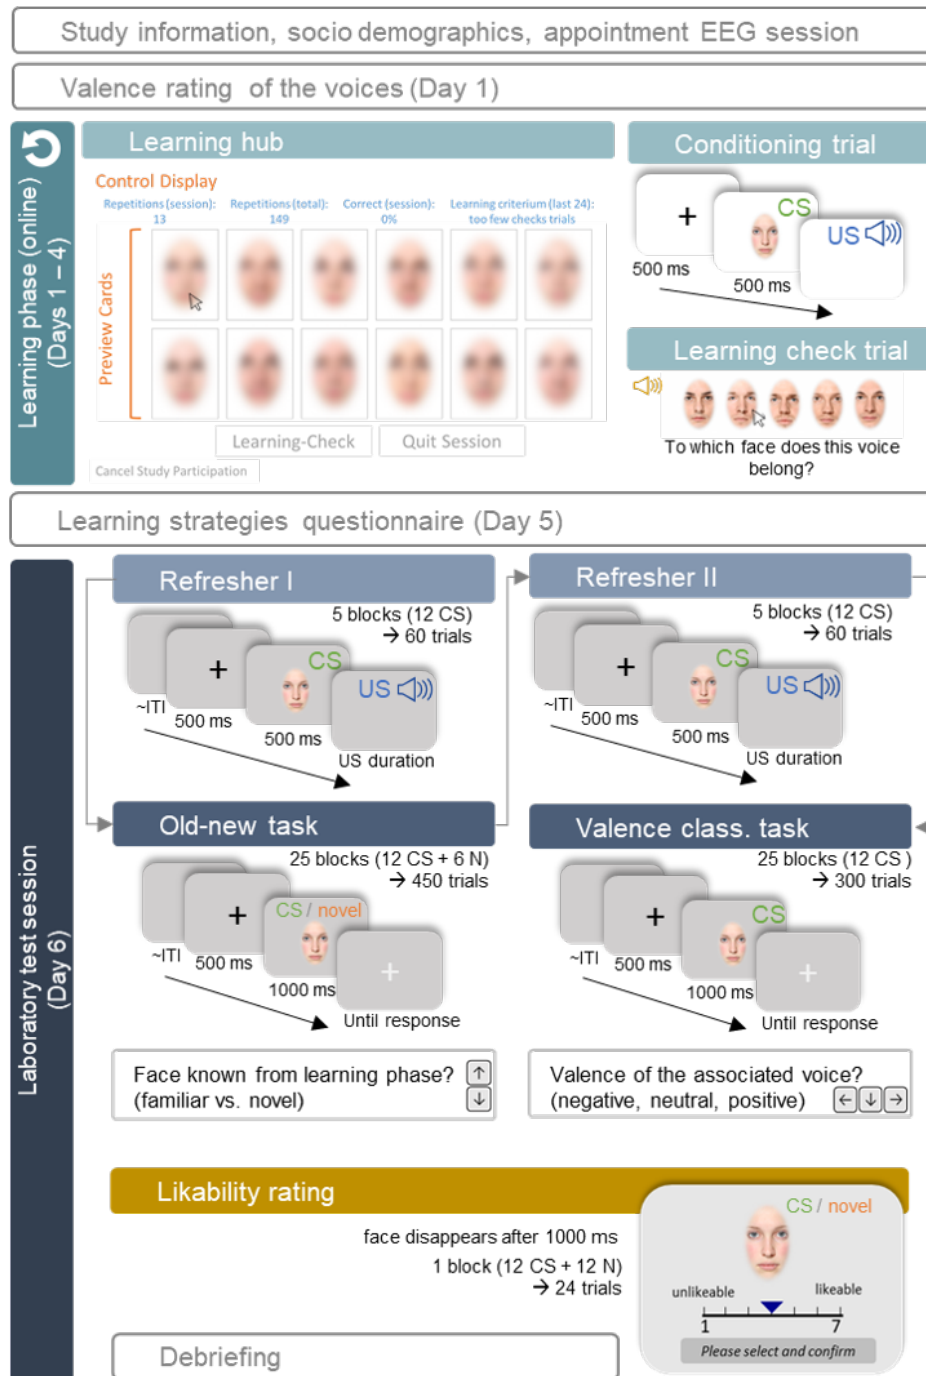 Study information, socio demographics, appointment EEG session
Valence rating of the voices (Day 1)
Learning phase (online)
(Days 1 – 4)
Learning hub
Control Display
Repetitions (session):
13
Repetitions (total):
149
Correct (session):
0%
Learning criterium (last 24):
too few checks trials
Preview Cards
Learning-Check
Quit Session
Cancel Study Participation
Conditioning trial
+
CS
US
500 ms
500 ms
Learning check trial
To which face does this voice
belong?
Learning strategies questionnaire (Day 5)
Laboratory test session
(Day 6)
Refresher I
5 blocks (12 CS)
→ 60 trials
+
CS
US
~ITI
500 ms
500 ms
US duration
Old-new task
25 blocks (12 CS + 6 N)
→ 450 trials
+
CS / novel
+
~ITI
500 ms
1000 ms
Until response
Face known from learning phase?
(familiar vs. novel)
↑
↓
Refresher II
5 blocks (12 CS)
→ 60 trials
+
CS
US
~ITI
500 ms
500 ms
US duration
Valence class. task
25 blocks (12 CS )
→ 300 trials
+
CS
+
~ITI
500 ms
1000 ms
Until response
Valence of the associated voice?
(negative, neutral, positive)
← ↓ →
Likability rating
face disappears after 1000 ms
1 block (12 CS + 12 N)
→ 24 trials
CS / novel
unlikeable likeable
1 7
Please select and confirm
Debriefing